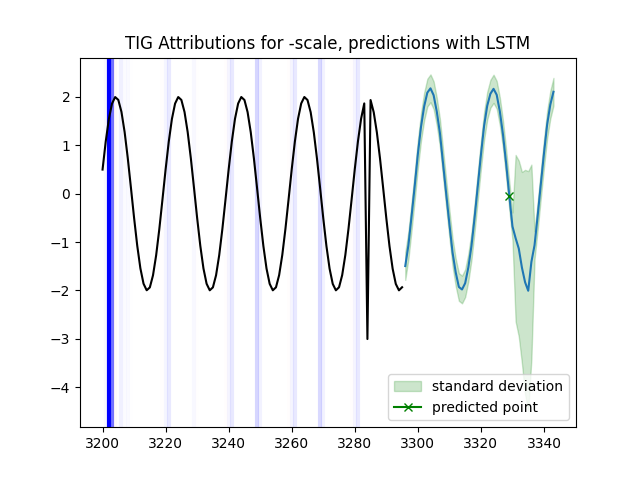 TIG Attributions for -scale, predictions with LSTM
2
1
0
−1
−2
−3
−4
standard deviation
predicted point
3200 3220 3240 3260 3280 3300 3320 3340